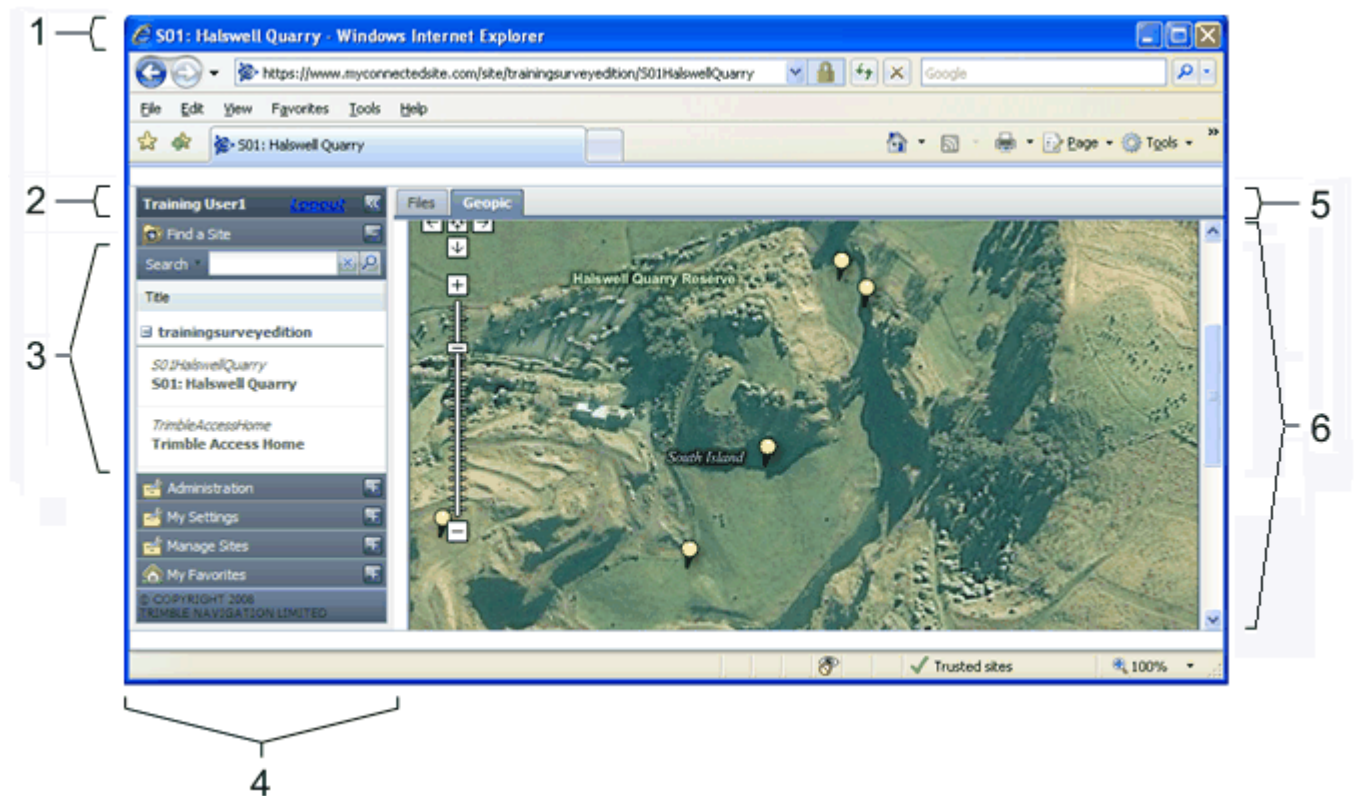 1
S01: Halswell Quarry - Windows Internet Explorer
https://www.myconnectedsite.com/site/trainingsurveyedition/S01HalswellQuarry
Google
File Edit View Favorites Tools Help
S01: Halswell Quarry
Page Tools »
2
Training User1 Logout
Files Geopic
5
Find a Site
Search
Title
trainingsurveyedition
3
S01HalswellQuarry
S01: Halswell Quarry
TrimbleAccessHome
Trimble Access Home
Administration
My Settings
Manage Sites
My Favorites
© COPYRIGHT 2006
TRIMBLE NAVIGATION LIMITED
Halswell Quarry Reserve
South Island
6
Trusted sites
100%
4